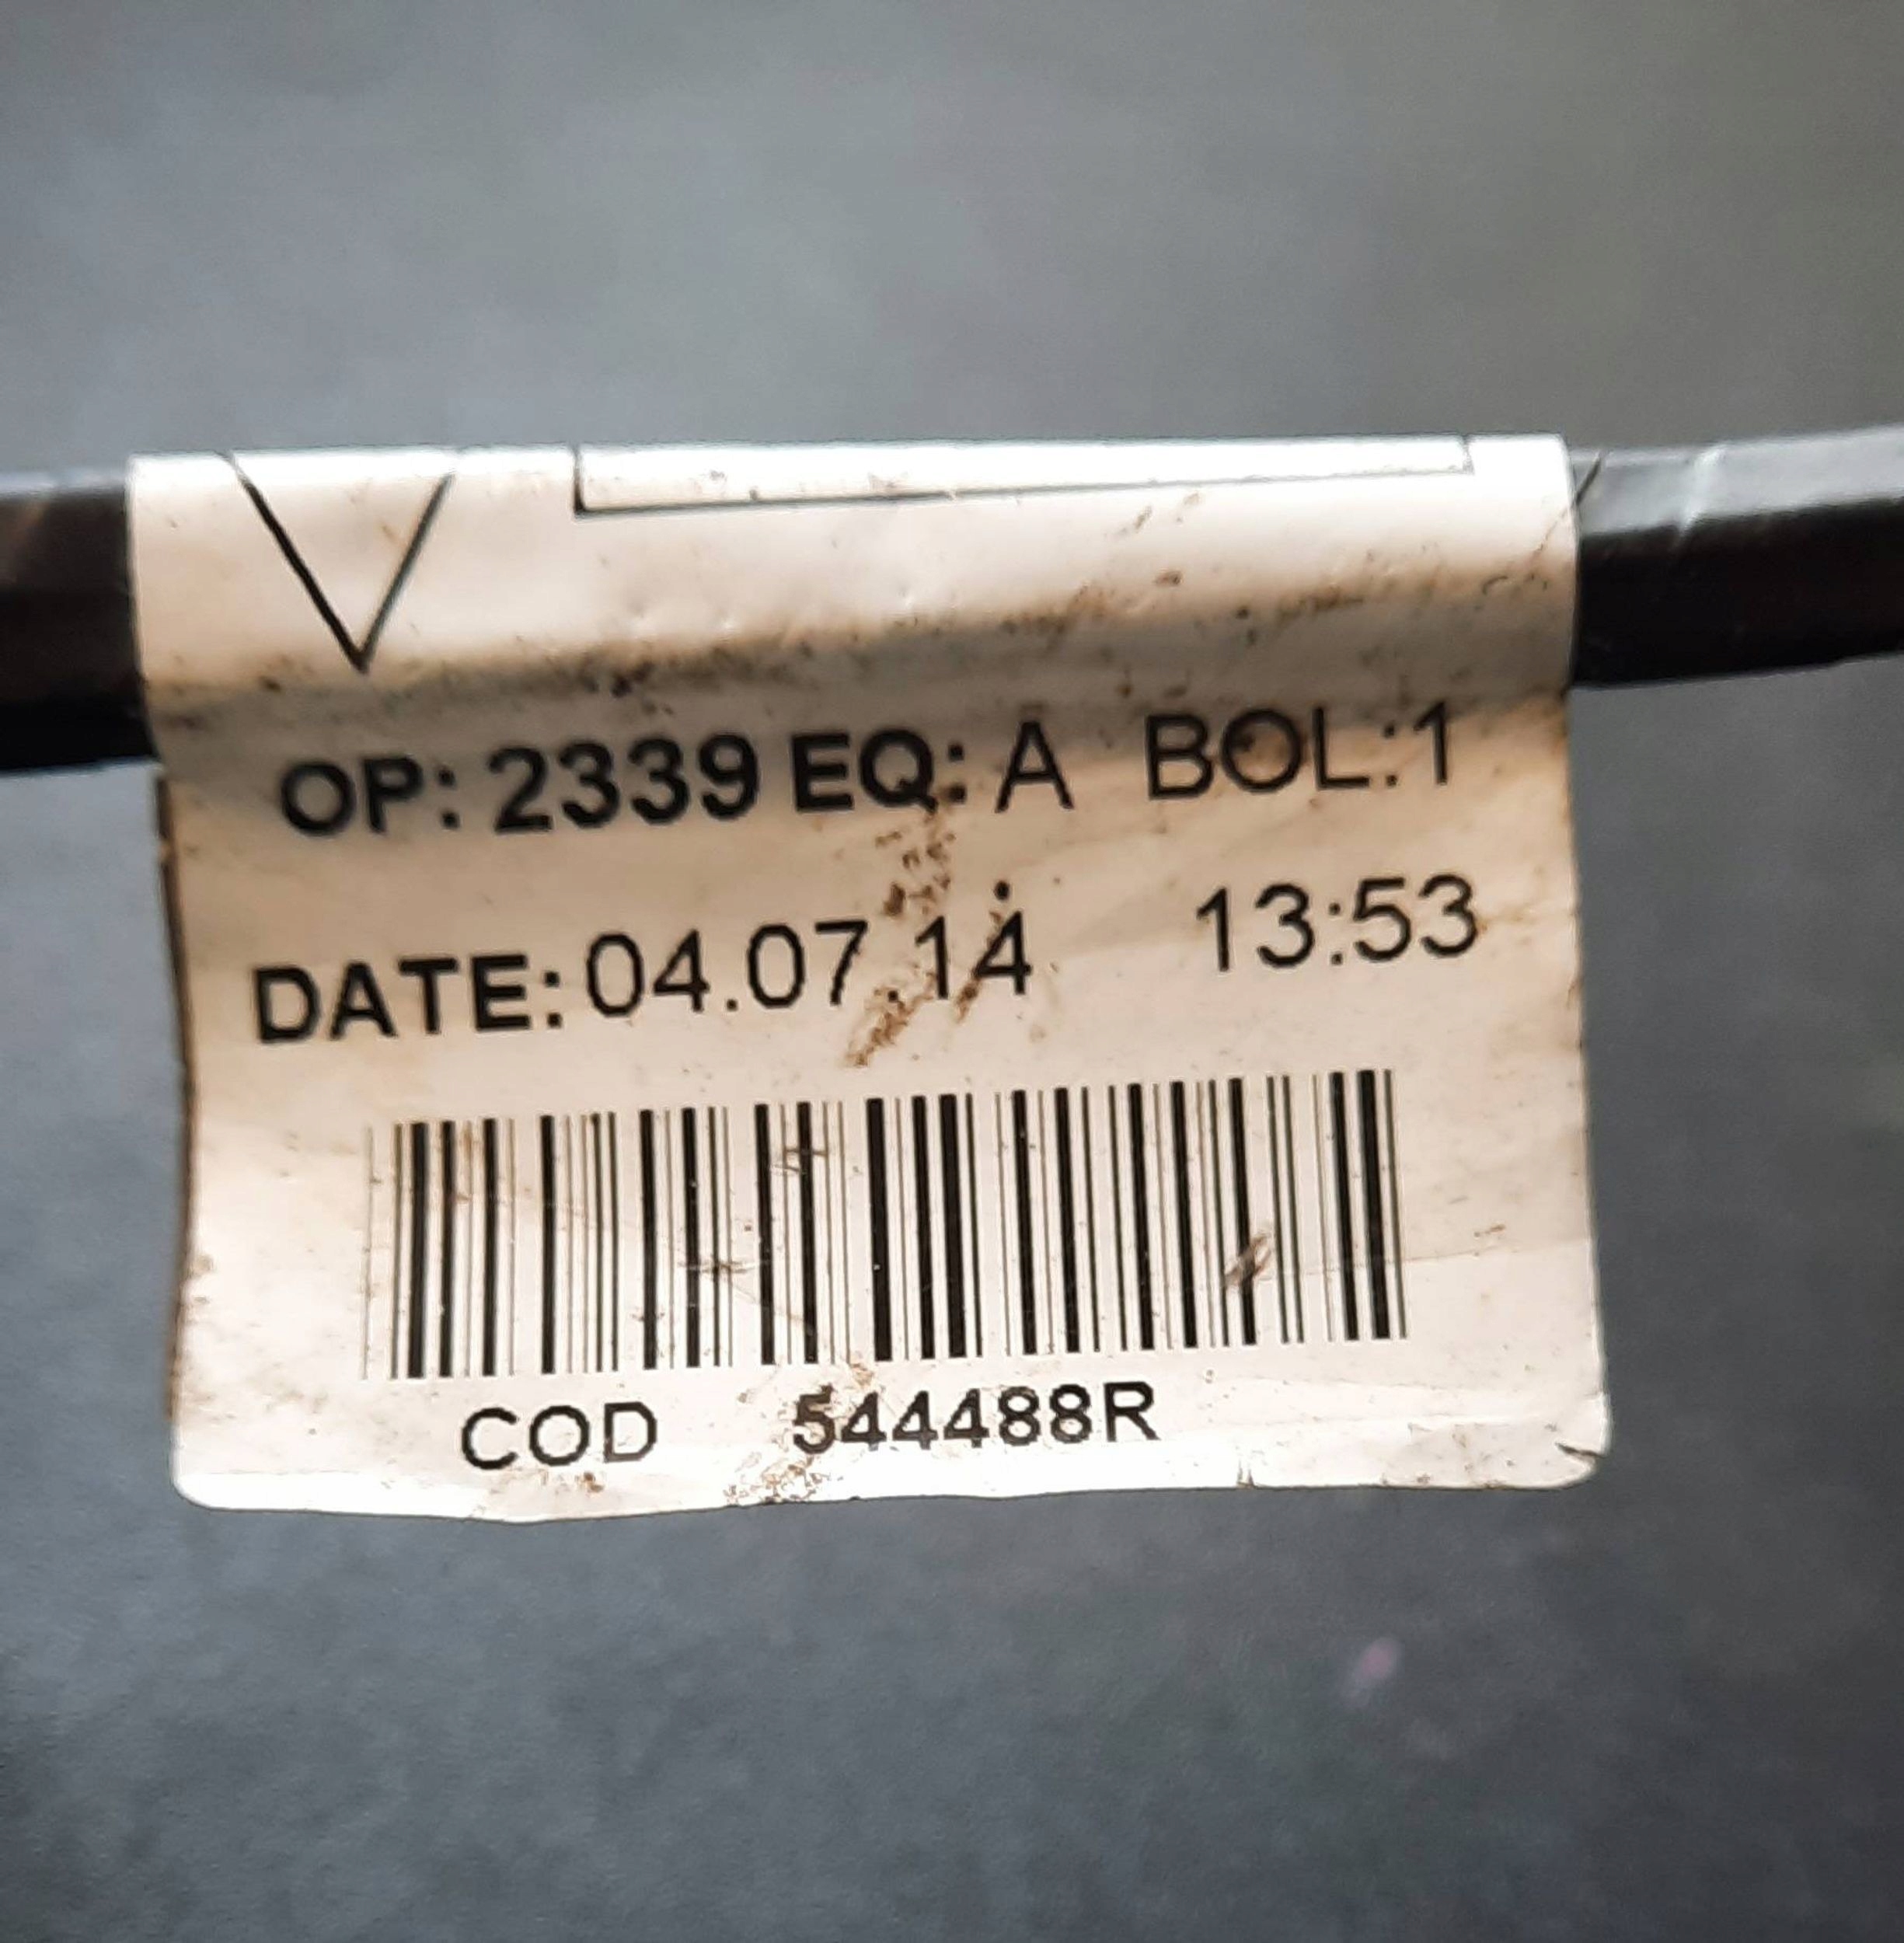 OP: 2339 EQ: A BOL:1
DATE: 04.07.14 13:53
COD 544488R